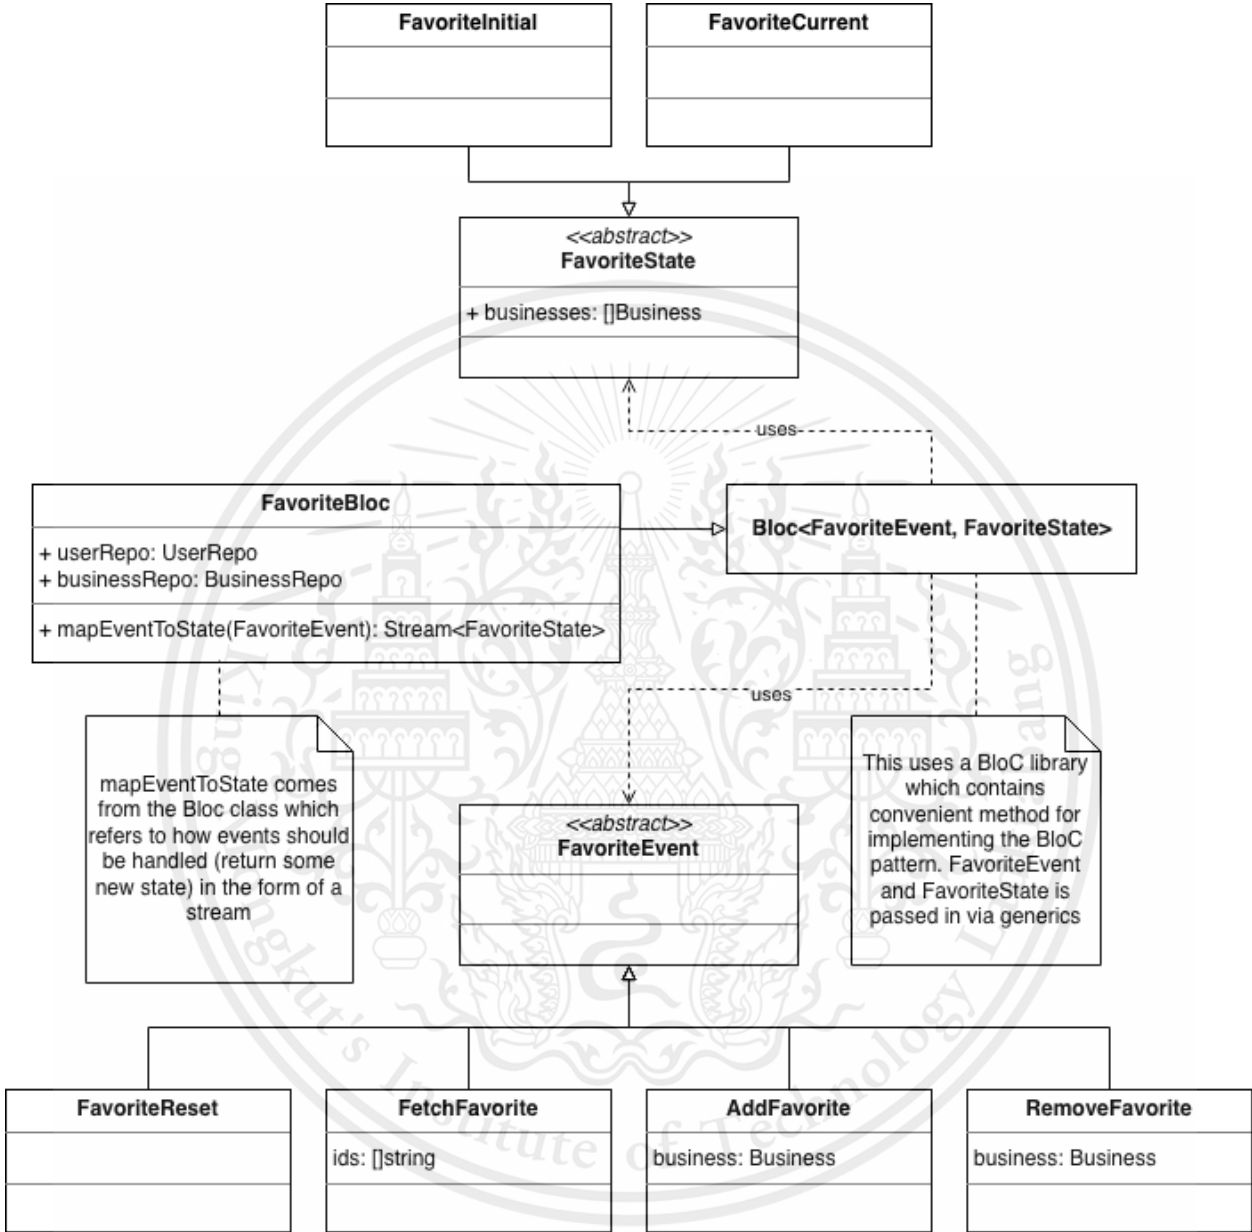 FavoriteInitial
FavoriteCurrent
<<abstract>>
FavoriteState
+ businesses: []Business
uses
FavoriteBloc
+ userRepo: UserRepo
+ businessRepo: BusinessRepo
+ mapEventToState(FavoriteEvent): Stream<FavoriteState>
Bloc<FavoriteEvent, FavoriteState>
uses
mapEventToState comes
from the Bloc class which
refers to how events should
be handled (return some
new state) in the form of a
stream
This uses a BloC library
which contains
convenient method for
implementing the BloC
pattern. FavoriteEvent
and FavoriteState is
passed in via generics
<<abstract>>
FavoriteEvent
FavoriteReset
FetchFavorite
ids: []string
AddFavorite
business: Business
RemoveFavorite
business: Business
King
Institute of Technology